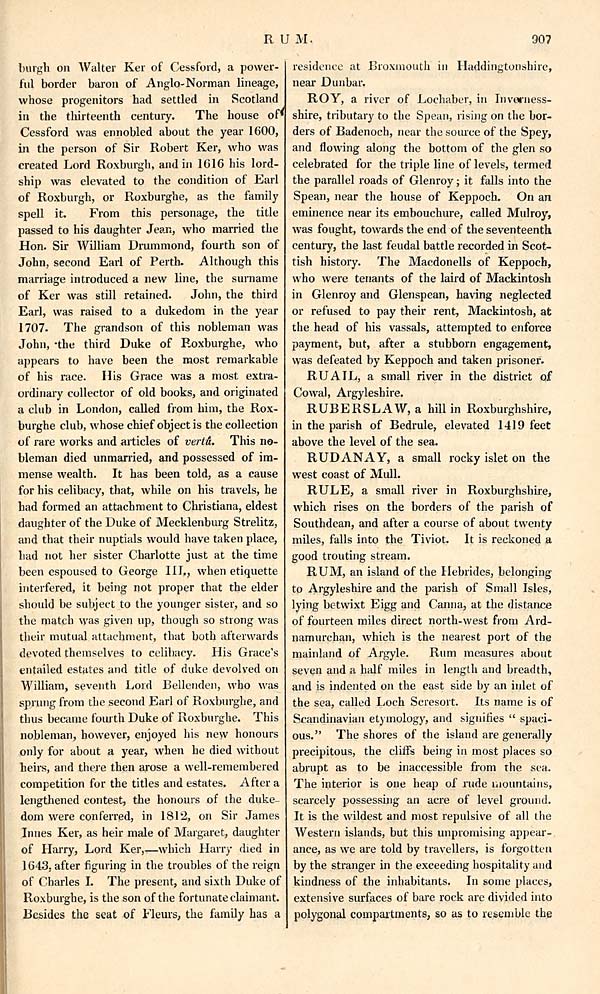 RUM.
907
burgh on Walter Ker of Cessford, a power-
ful border baron of Anglo-Norman lineage,
whose progenitors had settled in Scotland
in the thirteenth century. The house of
Cessford was ennobled about the year 1600,
in the person of Sir Robert Ker, who was
created Lord Roxburgh, and in 1616 his lord-
ship was elevated to the condition of Earl
of Roxburgh, or Roxburghe, as the family
spell it. From this personage, the title
passed to his daughter Jean, who married the
Hon. Sir William Drummond, fourth son of
John, second Earl of Perth. Although this
marriage introduced a new line, the surname
of Ker was still retained. John, the third
Earl, was raised to a dukedom in the year
1707. The grandson of this nobleman was
John, the third Duke of Roxburghe, who
appears to have been the most remarkable
of his race. His Grace was a most extra-
ordinary collector of old books, and originated
a club in London, called from him, the Rox-
burghe club, whose chief object is the collection
of rare works and articles of vertû. This no-
bleman died unmarried, and possessed of im-
mense wealth. It has been told, as a cause
for his celibacy, that, while on his travels, he
had formed an attachment to Christiana, eldest
daughter of the Duke of Mecklenburg Strelitz,
and that their nuptials would have taken place,
had not her sister Charlotte just at the time
been espoused to George III., when etiquette
interfered, it being not proper that the elder
should be subject to the younger sister, and so
the match was given up, though so strong was
their mutual attachment, that both afterwards
devoted themselves to celibacy. His Grace's
entailed estates and title of duke devolved on
William, seventh Lord Bellenden, who was
sprung from the second Earl of Roxburghe, and
thus became fourth Duke of Roxburghe. This
nobleman, however, enjoyed his new honours
only for about a year, when he died without
heirs, and there then arose a well-remembered
competition for the titles and estates. After a
lengthened contest, the honours of the duke-
dom were conferred, in 1812, on Sir James
Innes Ker, as heir male of Margaret, daughter
of Harry, Lord Ker,—which Harry died in
1643, after figuring in the troubles of the reign
of Charles I. The present, and sixth Duke of
Roxburghe, is the son of the fortunate claimant.
Besides the seat of Fleurs, the family has a
residence at Broxmouth in Haddingtonshire,
near Dunbar.
ROY, a river of Lochaber, in Inverness-
shire, tributary to the Spean, rising on the bor-
ders of Badenoch, near the source of the Spey,
and flowing along the bottom of the glen so
celebrated for the triple line of levels, termed
the parallel roads of Glenroy; it falls into the
Spean, near the house of Keppoch. On an
eminence near its embouchure, called Mulroy,
was fought, towards the end of the seventeenth
century, the last feudal battle recorded in Scot-
tish history. The Macdonells of Keppoch,
who were tenants of the laird of Mackintosh
in Glenroy and Glenspean, having neglected
or refused to pay their rent, Mackintosh, at
the head of his vassals, attempted to enforce
payment, but, after a stubborn engagement,
was defeated by Keppoch and taken prisoner.
RUAIL, a small river in the district of
Cowal, Argyleshire.
RUBERSLAW, a hill in Roxburghshire,
in the parish of Bedrule, elevated 1419 feet
above the level of the sea.
RUDANAY, a small rocky islet on the
west coast of Mull.
RULE, a small river in Roxburghshire,
which rises on the borders of the parish of
Southdean, and after a course of about twenty
miles, falls into the Tiviot. It is reckoned a
good trouting stream.
RUM, an island of the Hebrides, belonging
to Argyleshire and the parish of Small Isles,
lying betwixt Eigg and Canna, at the distance
of fourteen miles direct north-west from Ard-
namurchan, which is the nearest port of the
mainland of Argyle. Rum measures about
seven and a half miles in length and breadth,
and is indented on the east side by an inlet of
the sea, called Loch Scresort. Its name is of
Scandinavian etymology, and signifies " spaci-
ous." The shores of the island are generally
precipitous, the cliffs being in most places so
abrupt as to be inaccessible from the sea.
The interior is one heap of rude mountains,
scarcely possessing an acre of level ground.
It is the wildest and most repulsive of all the
Western islands, but this unpromising appear-
ance, as we are told by travellers, is forgotten
by the stranger in the exceeding hospitality and
kindness of the inhabitants. In some places,
extensive surfaces of bare rock are divided into
polygonal compartments, so as to resemble the